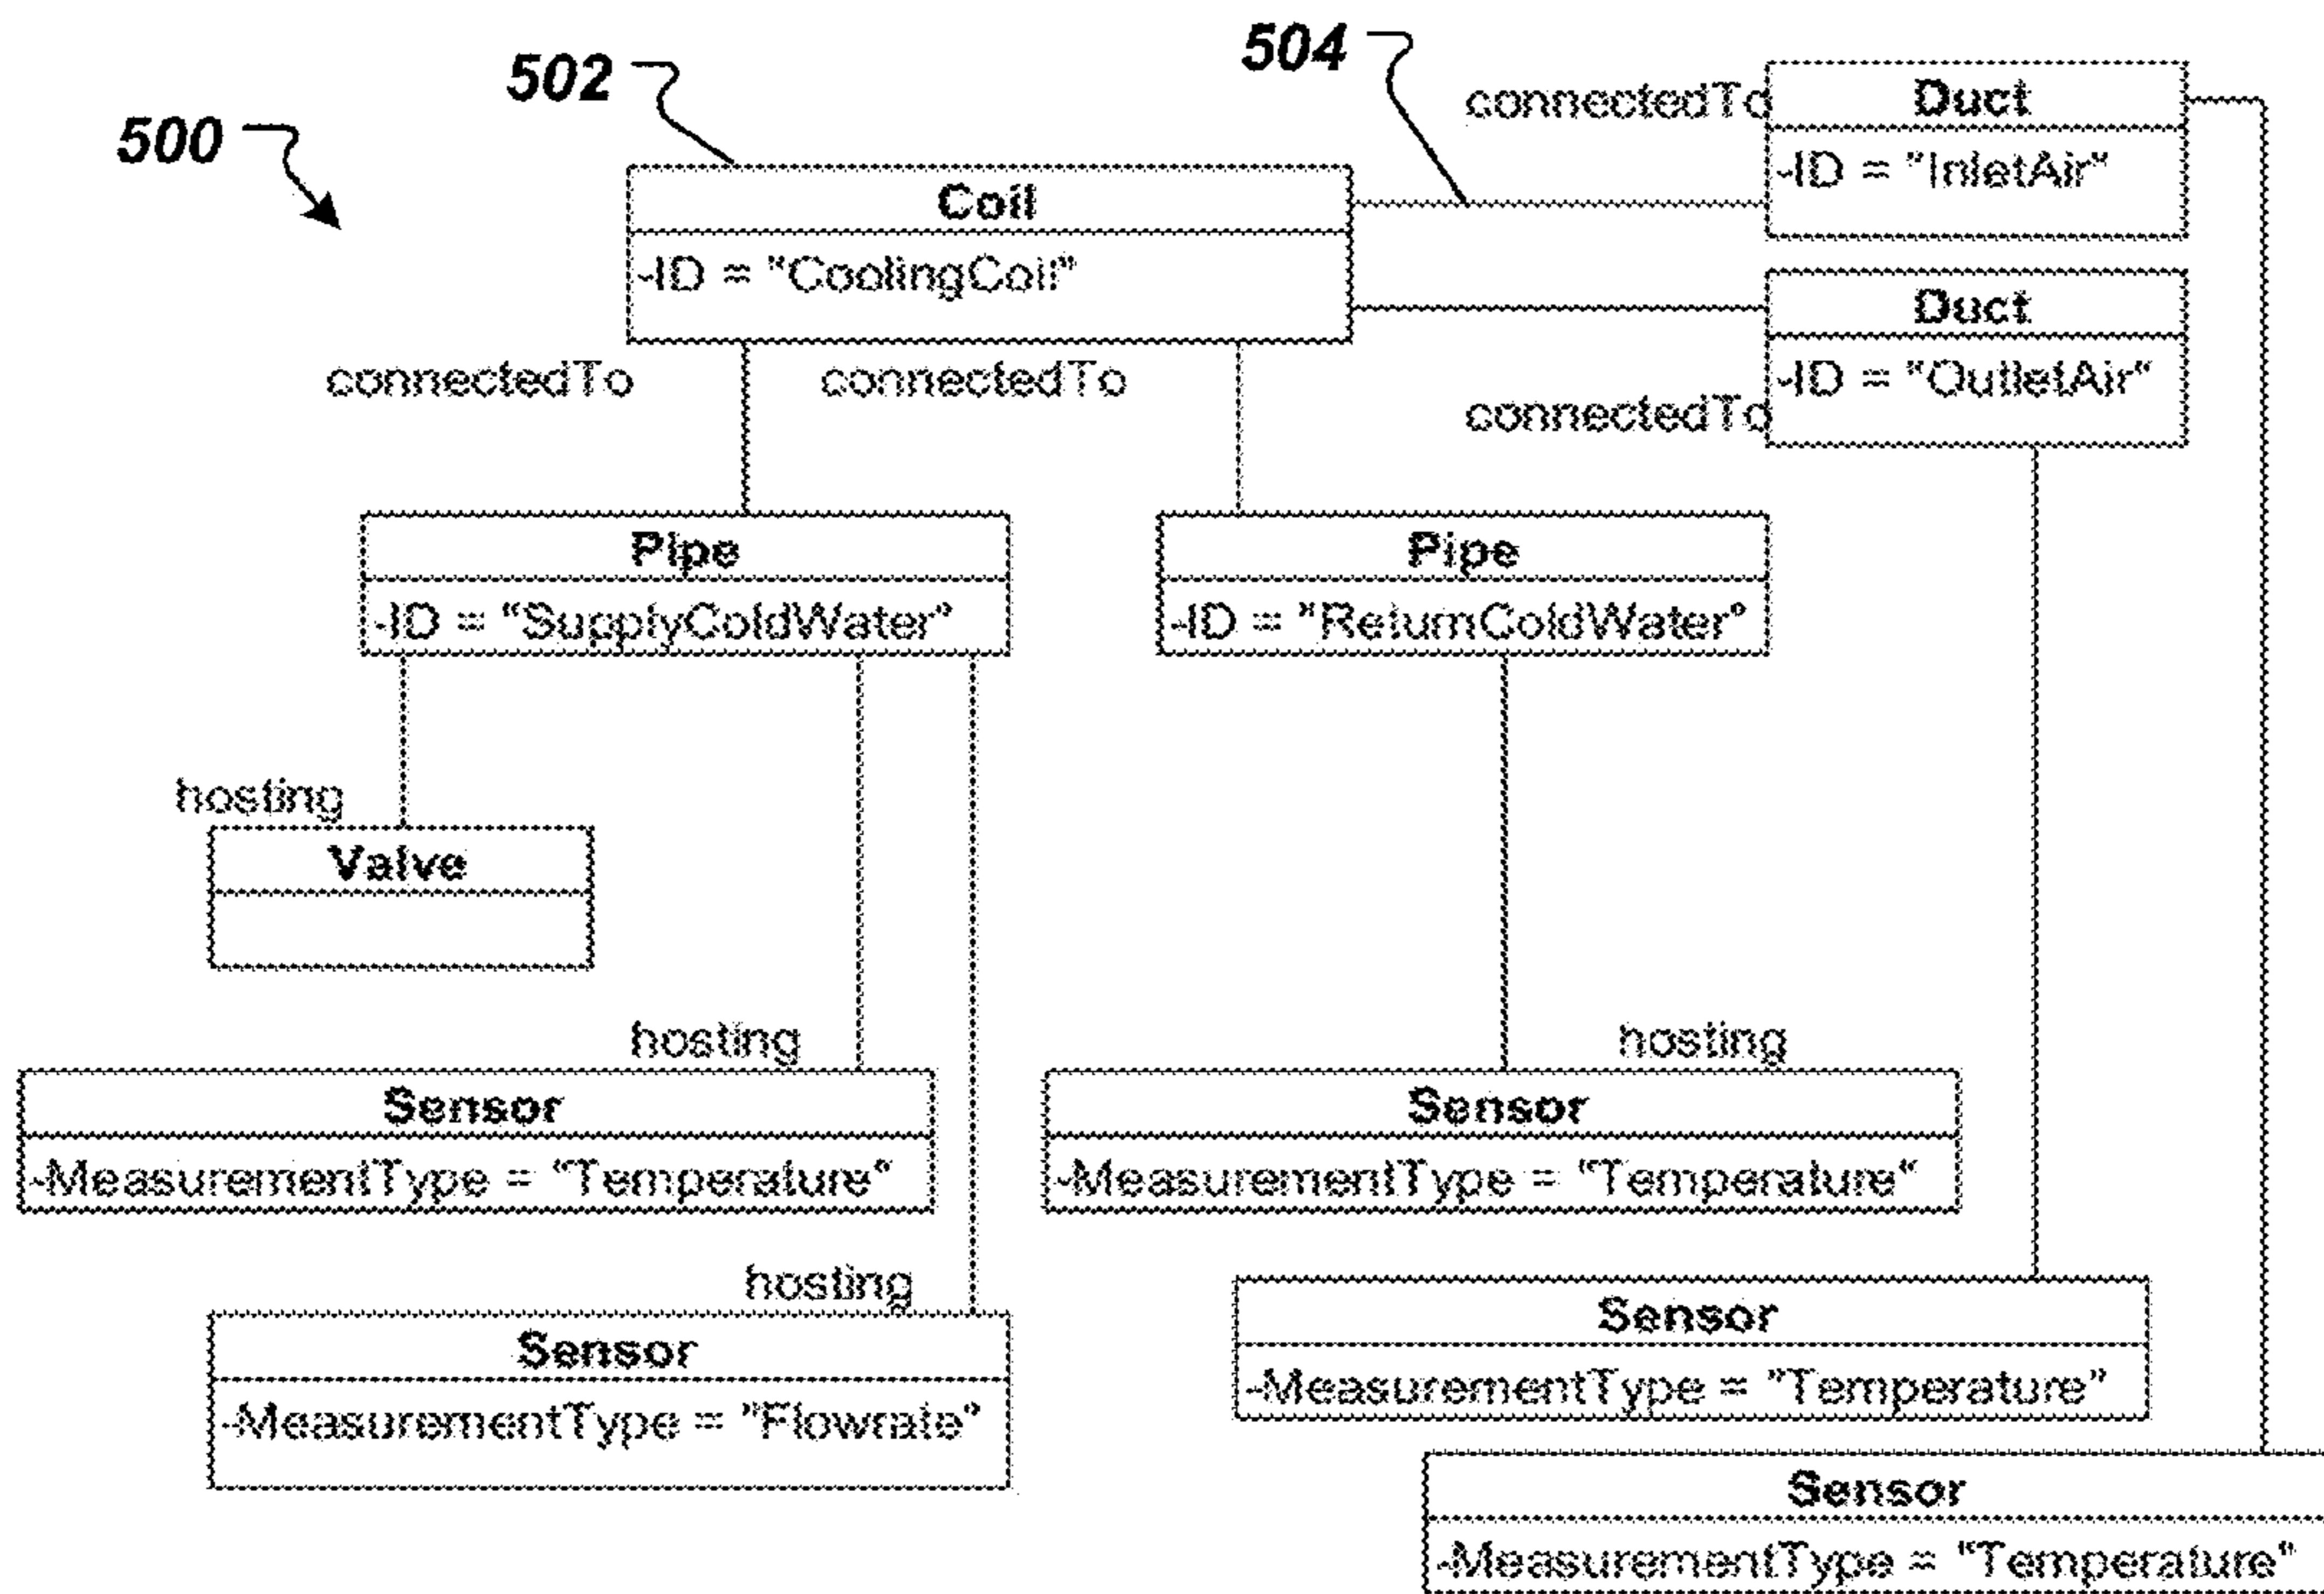 500
502
504
connectedTo
Duct
-ID = "InletAir"
Coil
-ID = "CoolingCoil"
Duct
-ID = "OutletAir"
connectedTo
connectedTo
connectedTo
Pipe
-ID = "SupplyColdWater"
Pipe
-ID = "ReturnColdWater"
hosting
Valve
hosting
Sensor
-MeasurementType = "Temperature"
hosting
Sensor
-MeasurementType = "Temperature"
hosting
Sensor
-MeasurementType = "Flowrate"
Sensor
-MeasurementType = "Temperature"
Sensor
-MeasurementType = "Temperature"